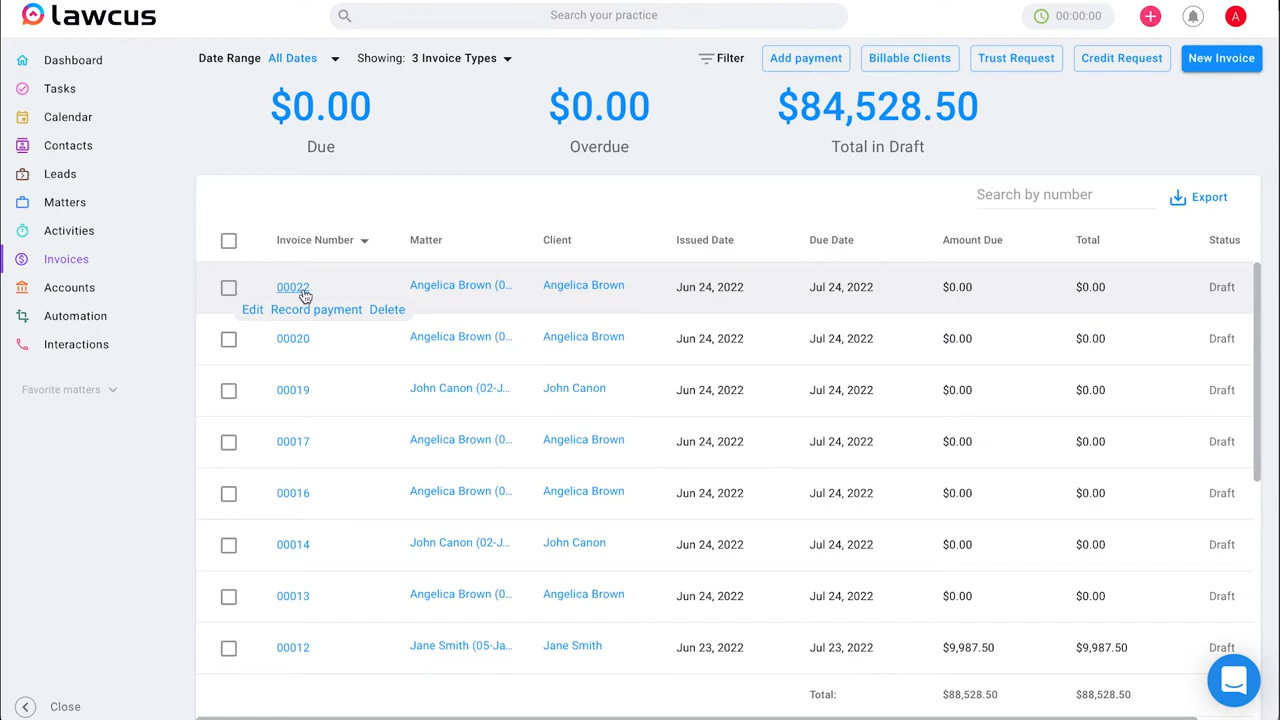 lawcus
Search your practice
00:00:00
A
Dashboard
Tasks
Calendar
Contacts
Leads
Matters
Activities
Invoices
Accounts
Automation
Interactions
Favorite matters
Close
Date Range All Dates Showing: 3 Invoice Types Filter Add payment Billable Clients Trust Request Credit Request New Invoice
$0.00 $0.00 $84,528.50
Due Overdue Total in Draft
Search by number Export
Invoice Number Matter Client Issued Date Due Date Amount Due Total Status
00022 Angelica Brown (0... Angelica Brown Jun 24, 2022 Jul 24, 2022 $0.00 $0.00 Draft
Edit Record payment Delete
00020 Angelica Brown (0... Angelica Brown Jun 24, 2022 Jul 24, 2022 $0.00 $0.00 Draft
00019 John Canon (02-J... John Canon Jun 24, 2022 Jul 24, 2022 $0.00 $0.00 Draft
00017 Angelica Brown (0... Angelica Brown Jun 24, 2022 Jul 24, 2022 $0.00 $0.00 Draft
00016 Angelica Brown (0... Angelica Brown Jun 24, 2022 Jul 24, 2022 $0.00 $0.00 Draft
00014 John Canon (02-J... John Canon Jun 24, 2022 Jul 24, 2022 $0.00 $0.00 Draft
00013 Angelica Brown (0... Angelica Brown Jun 24, 2022 Jul 24, 2022 $0.00 $0.00 Draft
00012 Jane Smith (05-Ja... Jane Smith Jun 23, 2022 Jul 23, 2022 $9,987.50 $9,987.50 Draft
Total: $88,528.50 $88,528.50